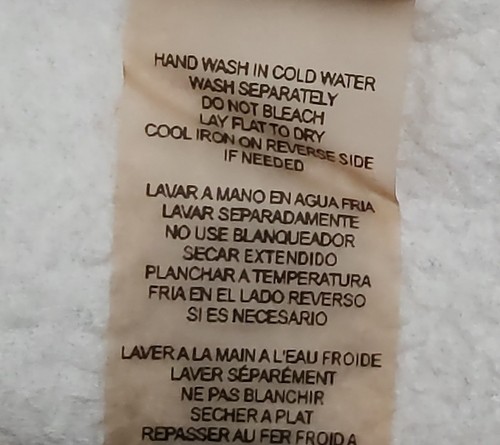 HAND WASH IN COLD WATER
WASH SEPARATELY
DO NOT BLEACH
LAY FLAT TO DRY
COOL IRON ON REVERSE SIDE
IF NEEDED
LAVAR A MANO EN AGUA FRIA
LAVAR SEPARADAMENTE
NO USE BLANQUEADOR
SECAR EXTENDIDO
PLANCHAR A TEMPERATURA
FRIA EN EL LADO REVERSO
SI ES NECESARIO
LAVER A LA MAIN A L'EAU FROIDE
LAVER SÉPARÉMENT
NE PAS BLANCHIR
SECHER A PLAT
REPASSER AU FER FROID A